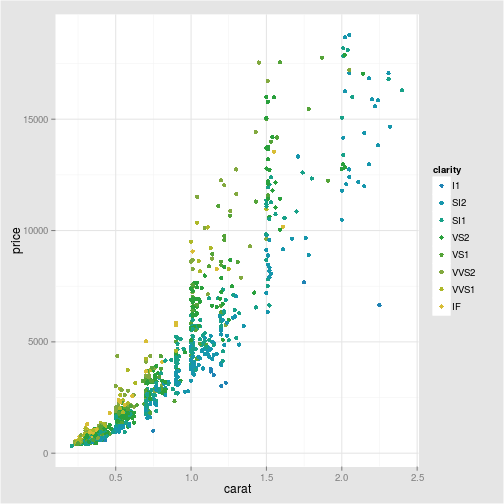 15000
10000
5000
0
price
0.5 1.0 1.5 2.0 2.5
carat
clarity
I1
SI2
SI1
VS2
VS1
VVS2
VVS1
IF